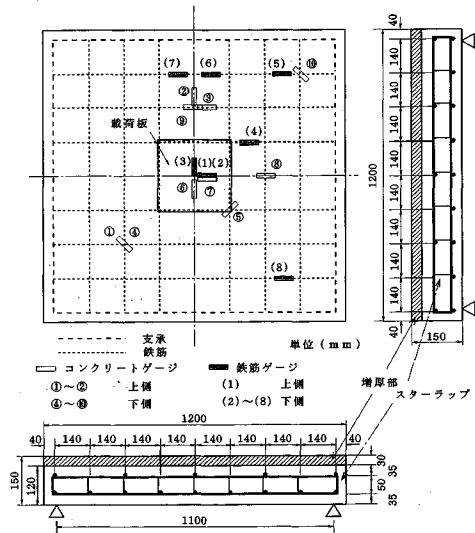 40
(7) (6) (5) ⑩
②
③
⑨
載荷板
(4)
(3) (1)(2)
⑧
⑥
⑦
① ④
⑤
(8)
140
140
140
140
140
140
140
140
1200
40
150
支承
鉄筋
単位(mm)
コンクリートゲージ
鉄筋ゲージ
①～② 上側
(1) 上側
④～⑩ 下側
(2)～(8) 下側
増厚部
スターラップ
1200
40 140 140 140 140 140 140 140 140 40
150
120
30
35
50
35
1100